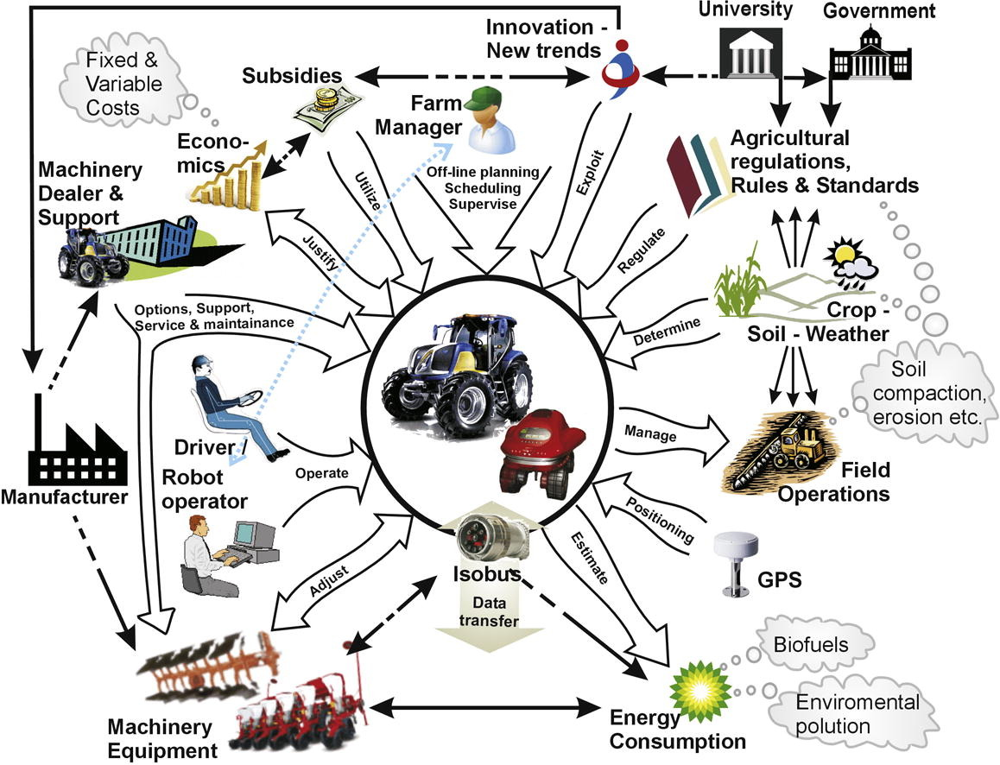 University
Government
Innovation -
New trends
Fixed &
Variable
Costs
Subsidies
Farm
Manager
Econo-
mics
Agricultural
regulations,
Rules & Standards
Machinery
Dealer &
Support
Off-line planning
Scheduling
Supervise
Utilize
Exploit
Justify
Regulate
Options, Support,
Service & maintainance
Determine
Crop -
Soil - Weather
Soil
compaction,
erosion etc.
Manage
Driver /
Robot
operator
Operate
Field
Operations
Manufacturer
Positioning
Estimate
Adjust
Isobus
GPS
Data
transfer
Biofuels
Enviromental
polution
Energy
Consumption
Machinery
Equipment